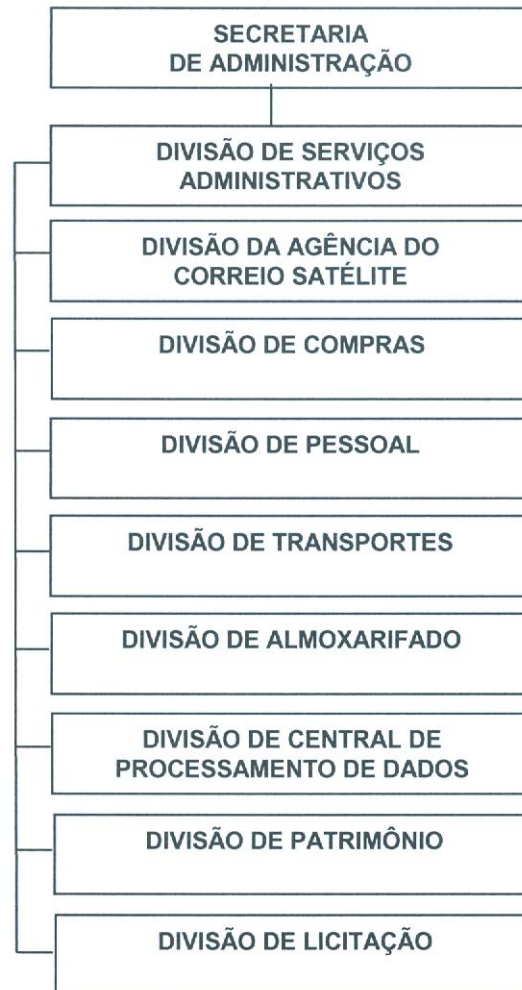 SECRETARIA
DE ADMINISTRAÇÃO
DIVISÃO DE SERVIÇOS
ADMINISTRATIVOS
DIVISÃO DA AGÊNCIA DO
CORREIO SATÉLITE
DIVISÃO DE COMPRAS
DIVISÃO DE PESSOAL
DIVISÃO DE TRANSPORTES
DIVISÃO DE ALMOXARIFADO
DIVISÃO DE CENTRAL DE
PROCESSAMENTO DE DADOS
DIVISÃO DE PATRIMÔNIO
DIVISÃO DE LICITAÇÃO